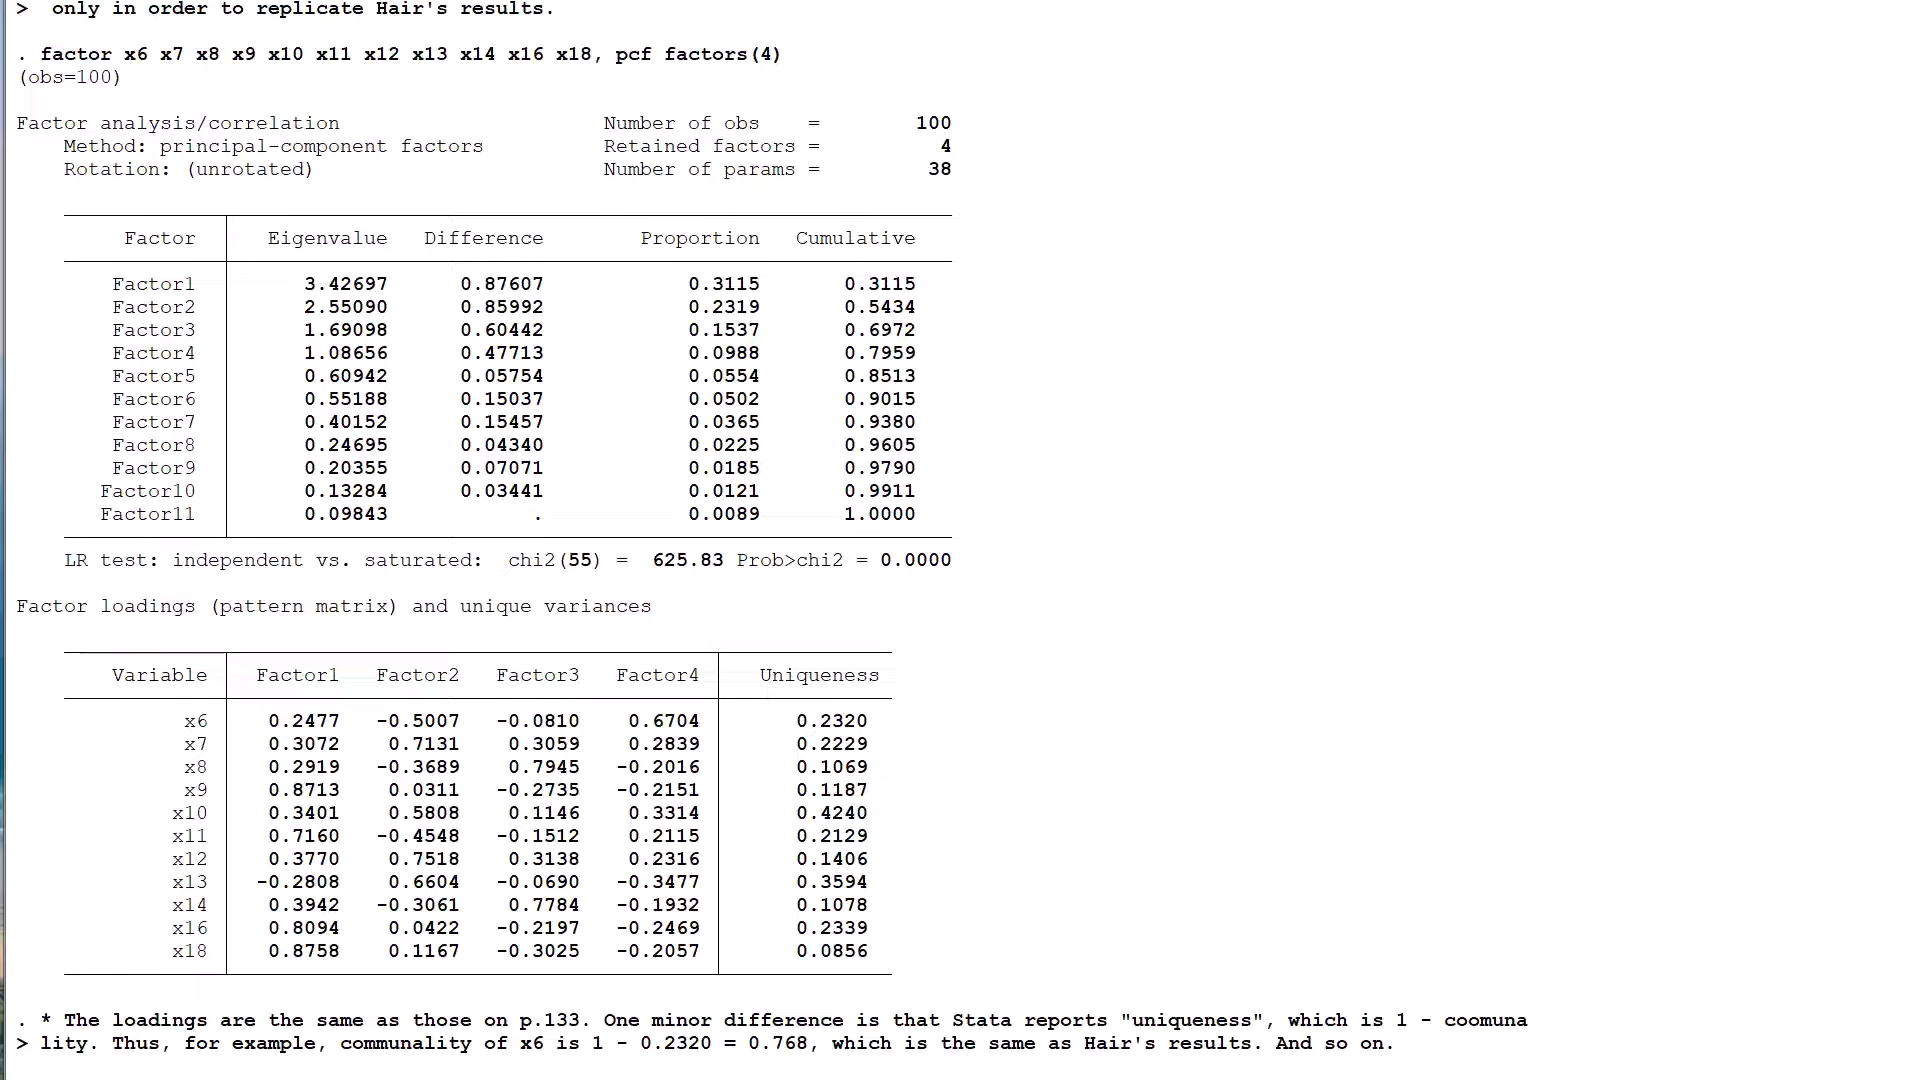 > only in order to replicate Hair's results.
. factor x6 x7 x8 x9 x10 x11 x12 x13 x14 x16 x18, pcf factors(4)
(obs=100)
Factor analysis/correlation Number of obs = 100
Method: principal-component factors Retained factors = 4
Rotation: (unrotated) Number of params = 38
Factor Eigenvalue Difference Proportion Cumulative
Factor1 3.42697 0.87607 0.3115 0.3115
Factor2 2.55090 0.85992 0.2319 0.5434
Factor3 1.69098 0.60442 0.1537 0.6972
Factor4 1.08656 0.47713 0.0988 0.7959
Factor5 0.60942 0.05754 0.0554 0.8513
Factor6 0.55188 0.15037 0.0502 0.9015
Factor7 0.40152 0.15457 0.0365 0.9380
Factor8 0.24695 0.04340 0.0225 0.9605
Factor9 0.20355 0.07071 0.0185 0.9790
Factor10 0.13284 0.03441 0.0121 0.9911
Factor11 0.09843 . 0.0089 1.0000
LR test: independent vs. saturated: chi2(55) = 625.83 Prob>chi2 = 0.0000
Factor loadings (pattern matrix) and unique variances
Variable Factor1 Factor2 Factor3 Factor4 Uniqueness
x6 0.2477 -0.5007 -0.0810 0.6704 0.2320
x7 0.3072 0.7131 0.3059 0.2839 0.2229
x8 0.2919 -0.3689 0.7945 -0.2016 0.1069
x9 0.8713 0.0311 -0.2735 -0.2151 0.1187
x10 0.3401 0.5808 0.1146 0.3314 0.4240
x11 0.7160 -0.4548 -0.1512 0.2115 0.2129
x12 0.3770 0.7518 0.3138 0.2316 0.1406
x13 -0.2808 0.6604 -0.0690 -0.3477 0.3594
x14 0.3942 -0.3061 0.7784 -0.1932 0.1078
x16 0.8094 0.0422 -0.2197 -0.2469 0.2339
x18 0.8758 0.1167 -0.3025 -0.2057 0.0856
. * The loadings are the same as those on p.133. One minor difference is that Stata reports "uniqueness", which is 1 - coomuna
> lity. Thus, for example, communality of x6 is 1 - 0.2320 = 0.768, which is the same as Hair's results. And so on.